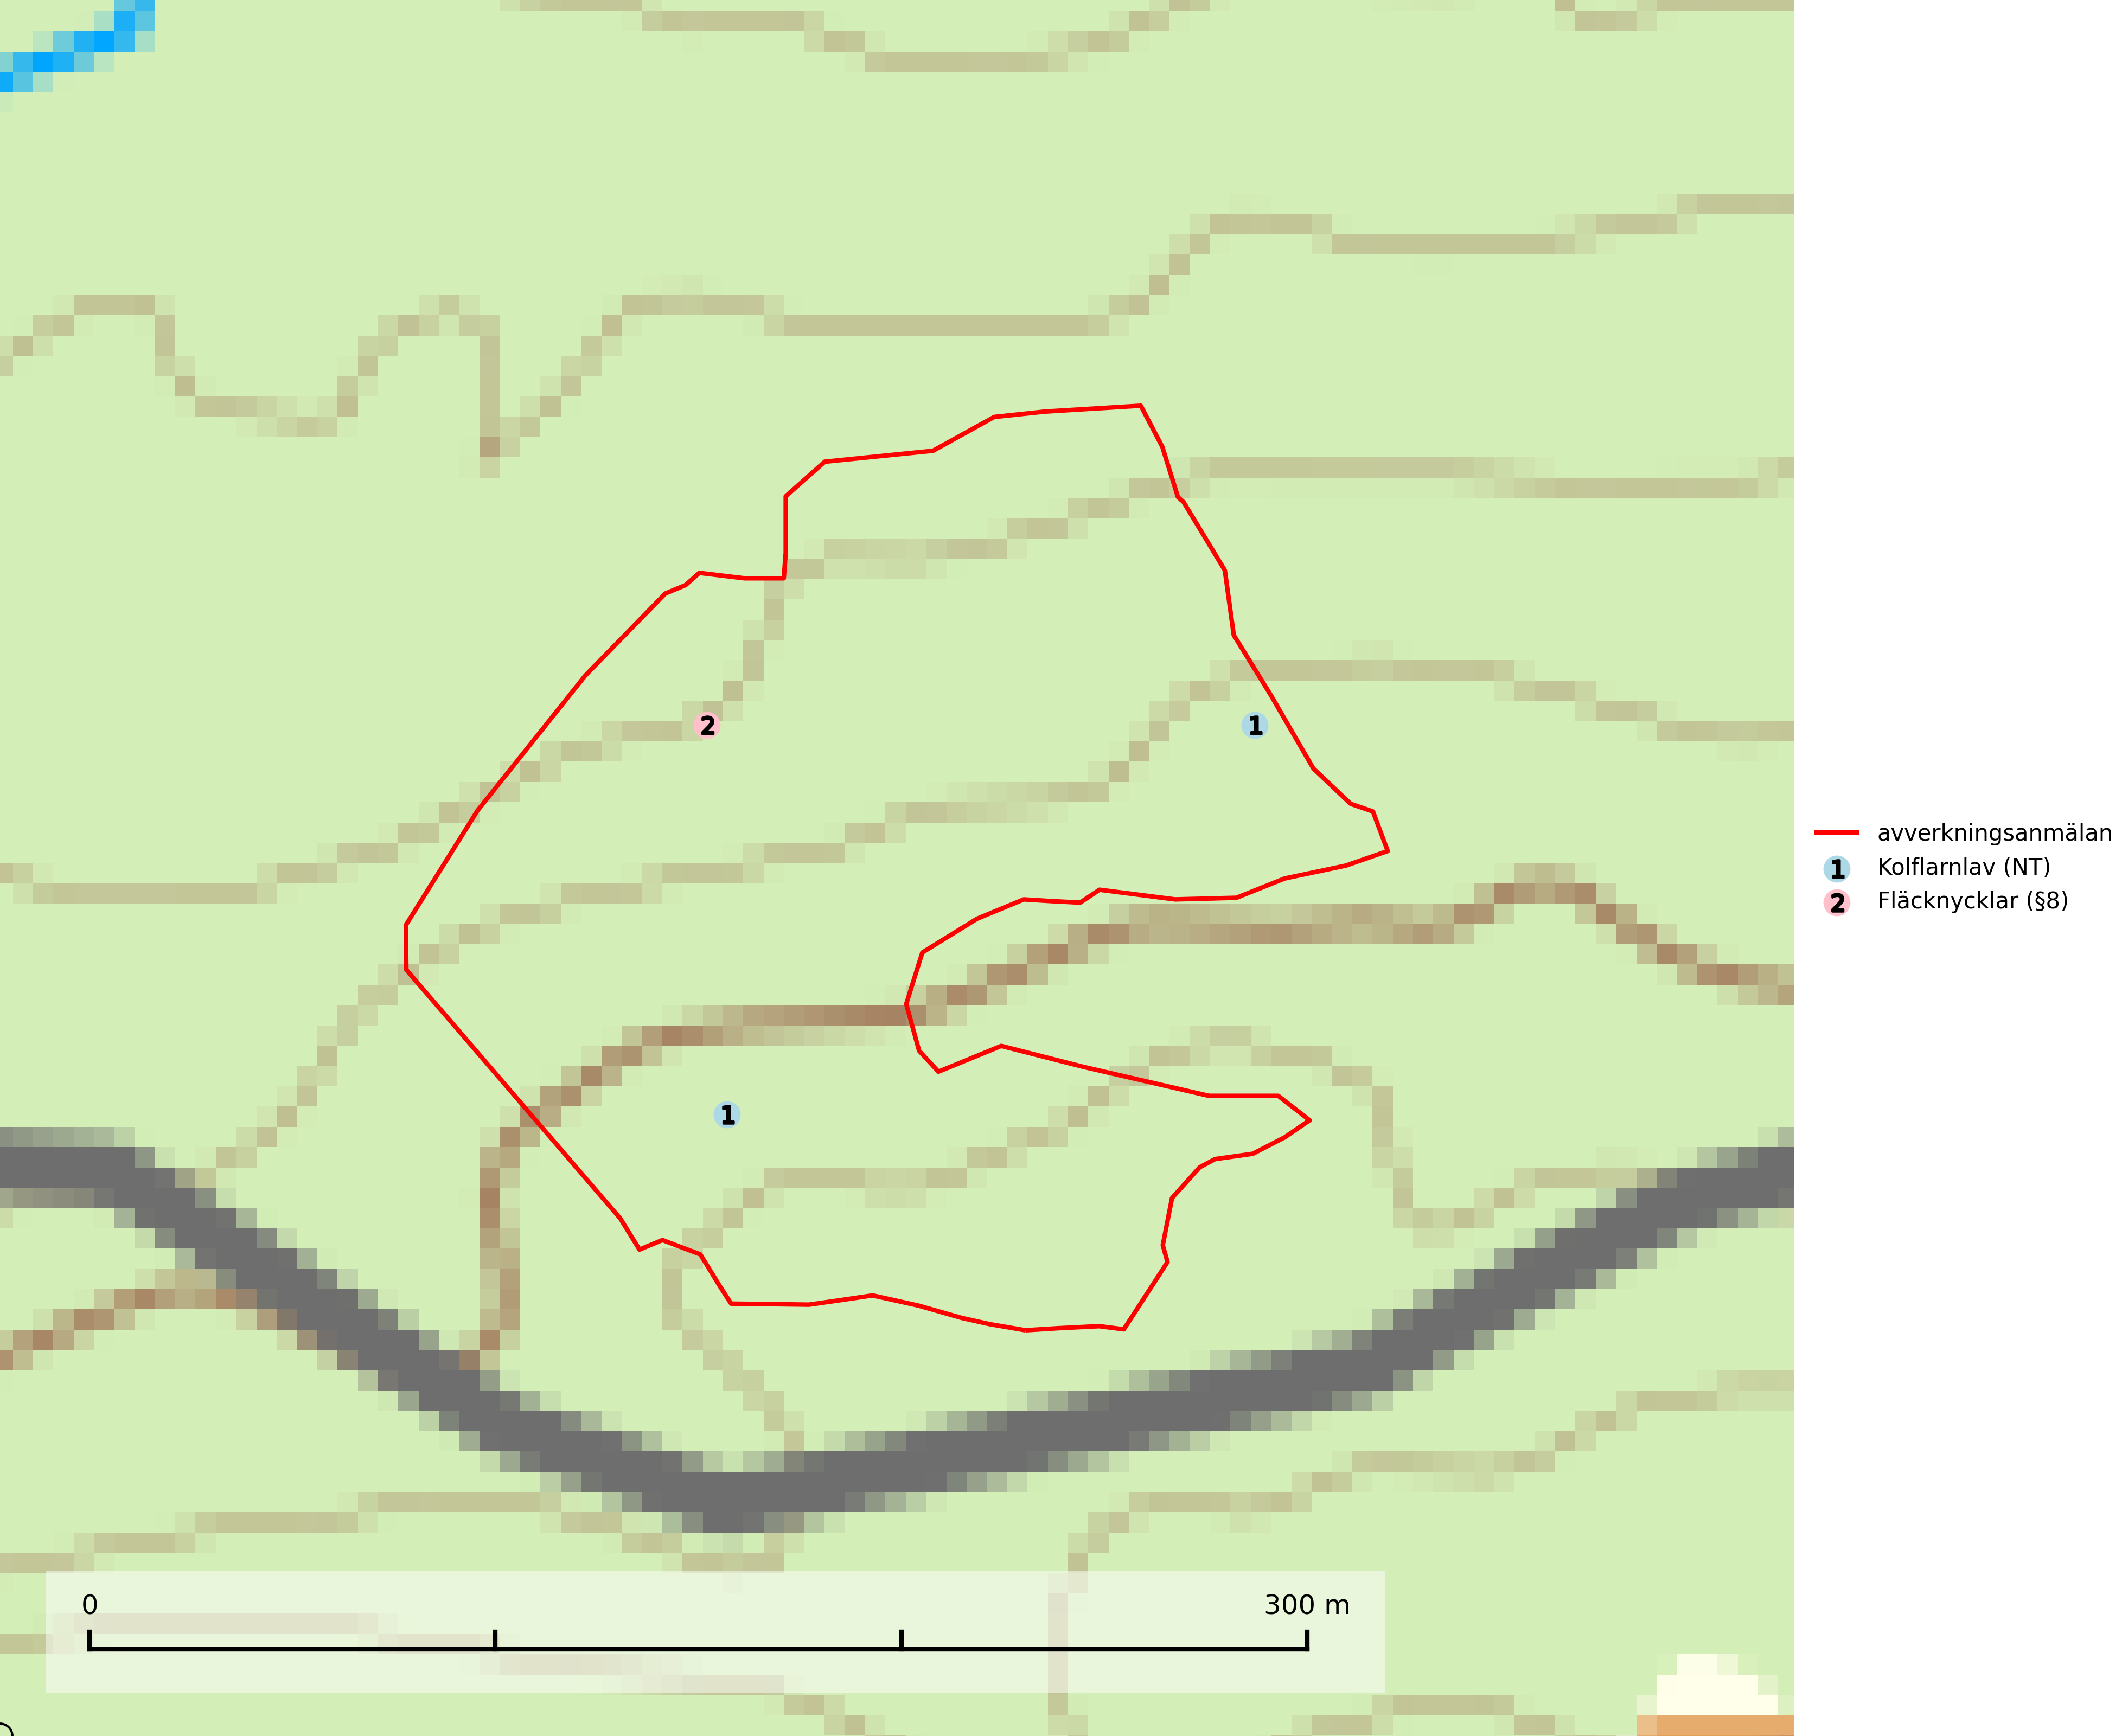 2
1
1
avverkningsanmälan
1 Kolflarnlav (NT)
2 Fläcknycklar (§8)
0 300 m